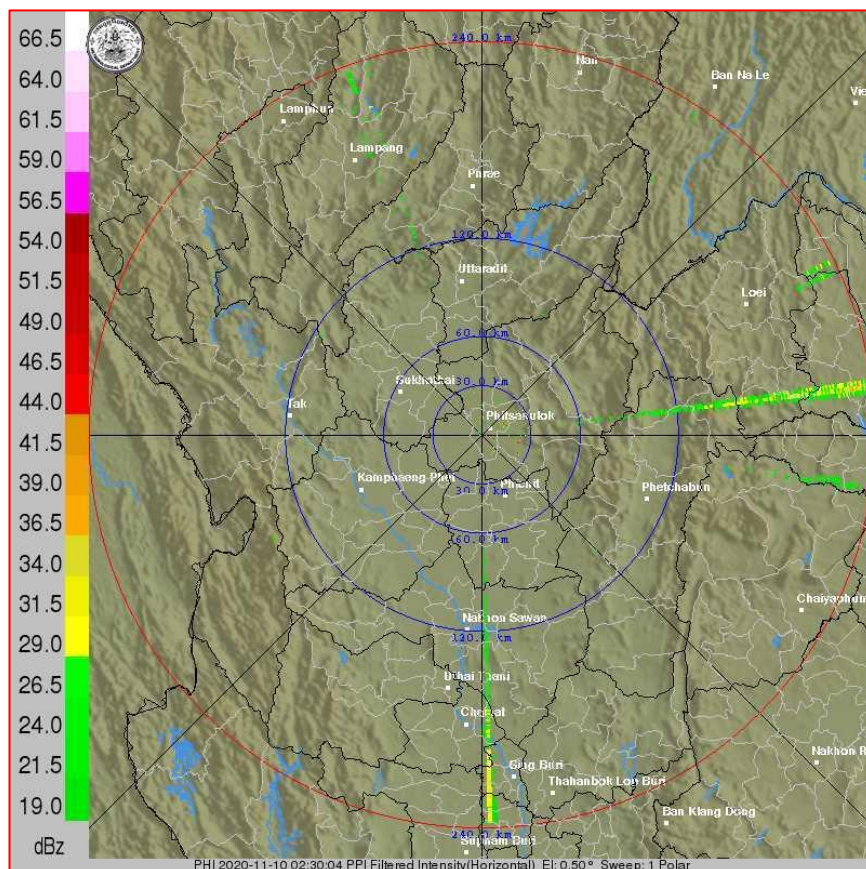 66.5
64.0
61.5
59.0
56.5
54.0
51.5
49.0
46.5
44.0
41.5
39.0
36.5
34.0
31.5
29.0
26.5
24.0
21.5
19.0
dBz
240.0 km
Nan
Ban Na Le
Vie
Lamphun
Lampang
Phrae
120.0 km
Uttaradit
Loei
60.0 km
30.0 km
Sukhothai
Tak
Phitsanulok
Kamphaeng Phet
Phichit
30.0 km
Phetchabun
60.0 km
Chaiyaphum
Nakhon Sawan
120.0 km
Uthai Thani
Chainat
Sing Buri
Nakhon R
Thahanbok Lop Buri
Ban Klang Dong
240.0 km
Suphan Buri
PHI 2020-11-10 02:30:04 PPI Filtered Intensity(Horizontal) El: 0.50° Sweep: 1 Polar